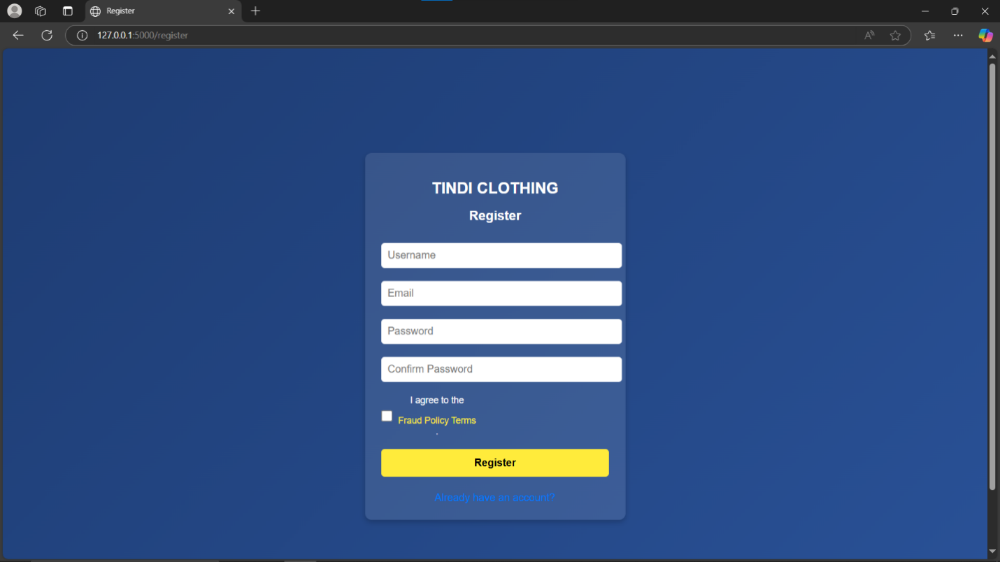 Register
127.0.0.1:5000/register
TINDI CLOTHING
Register
Username
Email
Password
Confirm Password
I agree to the
Fraud Policy Terms
.
Register
Already have an account?